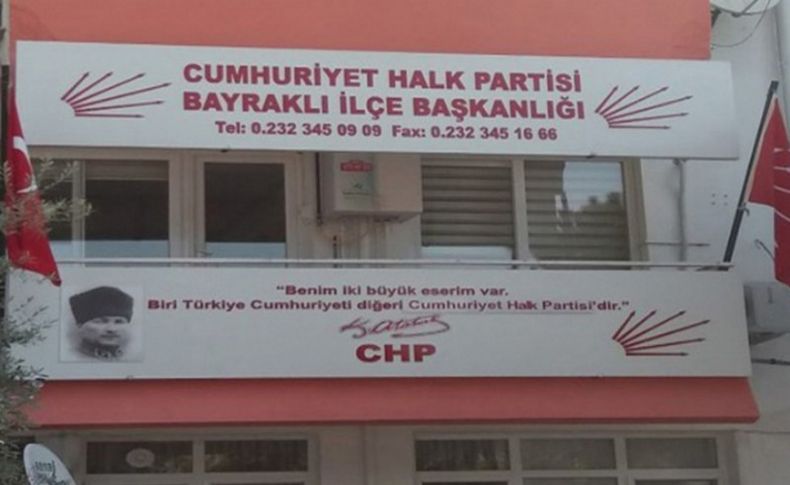 CUMHURİYET HALK PARTİSİ
BAYRAKLI İLÇE BAŞKANLIĞI
Tel: 0.232 345 09 09 Fax: 0.232 345 16 66
"Benim iki büyük eserim var.
Biri Türkiye Cumhuriyeti diğeri Cumhuriyet Halk Partisi'dir."
K. Atatürk
CHP